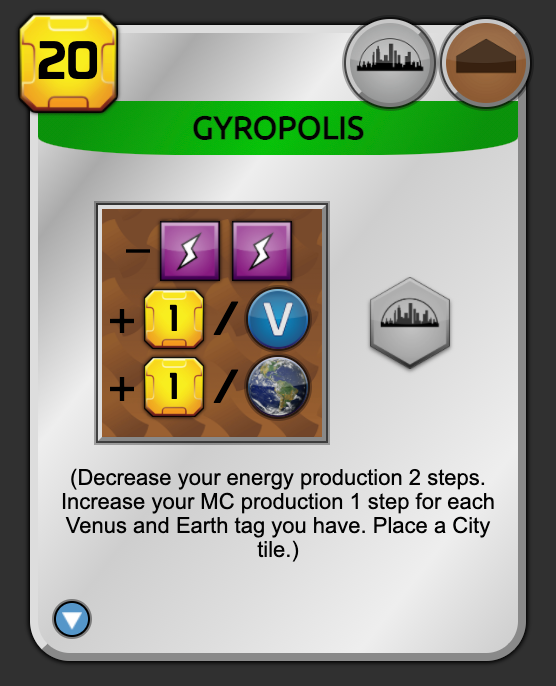 20
GYROPOLIS
−
+ 1 / V
+ 1 /
(Decrease your energy production 2 steps.
Increase your MC production 1 step for each
Venus and Earth tag you have. Place a City
tile.)